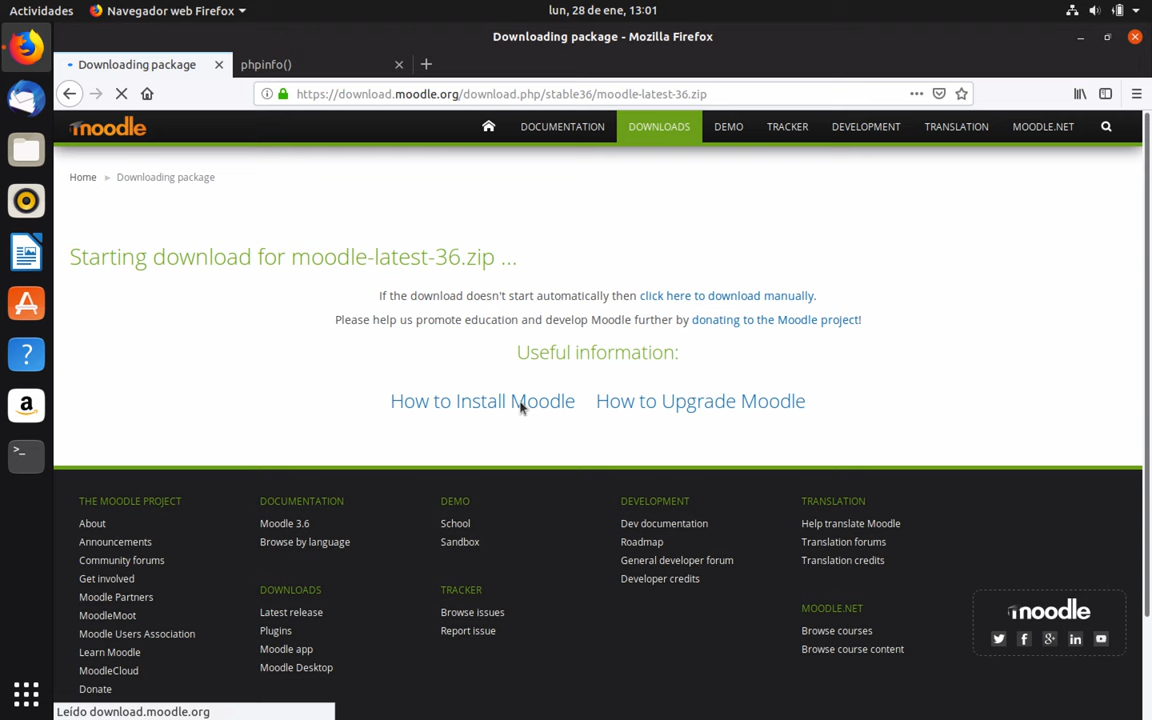 Actividades
Navegador web Firefox
lun, 28 de ene, 13:01
Downloading package - Mozilla Firefox
Downloading package
phpinfo()
https://download.moodle.org/download.php/stable36/moodle-latest-36.zip
moodle
DOCUMENTATION
DOWNLOADS
DEMO
TRACKER
DEVELOPMENT
TRANSLATION
MOODLE.NET
Home ► Downloading package
Starting download for moodle-latest-36.zip ...
If the download doesn't start automatically then click here to download manually.
Please help us promote education and develop Moodle further by donating to the Moodle project!
Useful information:
How to Install Moodle
How to Upgrade Moodle
THE MOODLE PROJECT
About
Announcements
Community forums
Get involved
Moodle Partners
MoodleMoot
Moodle Users Association
Learn Moodle
MoodleCloud
Donate
DOCUMENTATION
Moodle 3.6
Browse by language
DOWNLOADS
Latest release
Plugins
Moodle app
Moodle Desktop
DEMO
School
Sandbox
TRACKER
Browse issues
Report issue
DEVELOPMENT
Dev documentation
Roadmap
General developer forum
Developer credits
TRANSLATION
Help translate Moodle
Translation forums
Translation credits
MOODLE.NET
Browse courses
Browse course content
moodle
Leído download.moodle.org